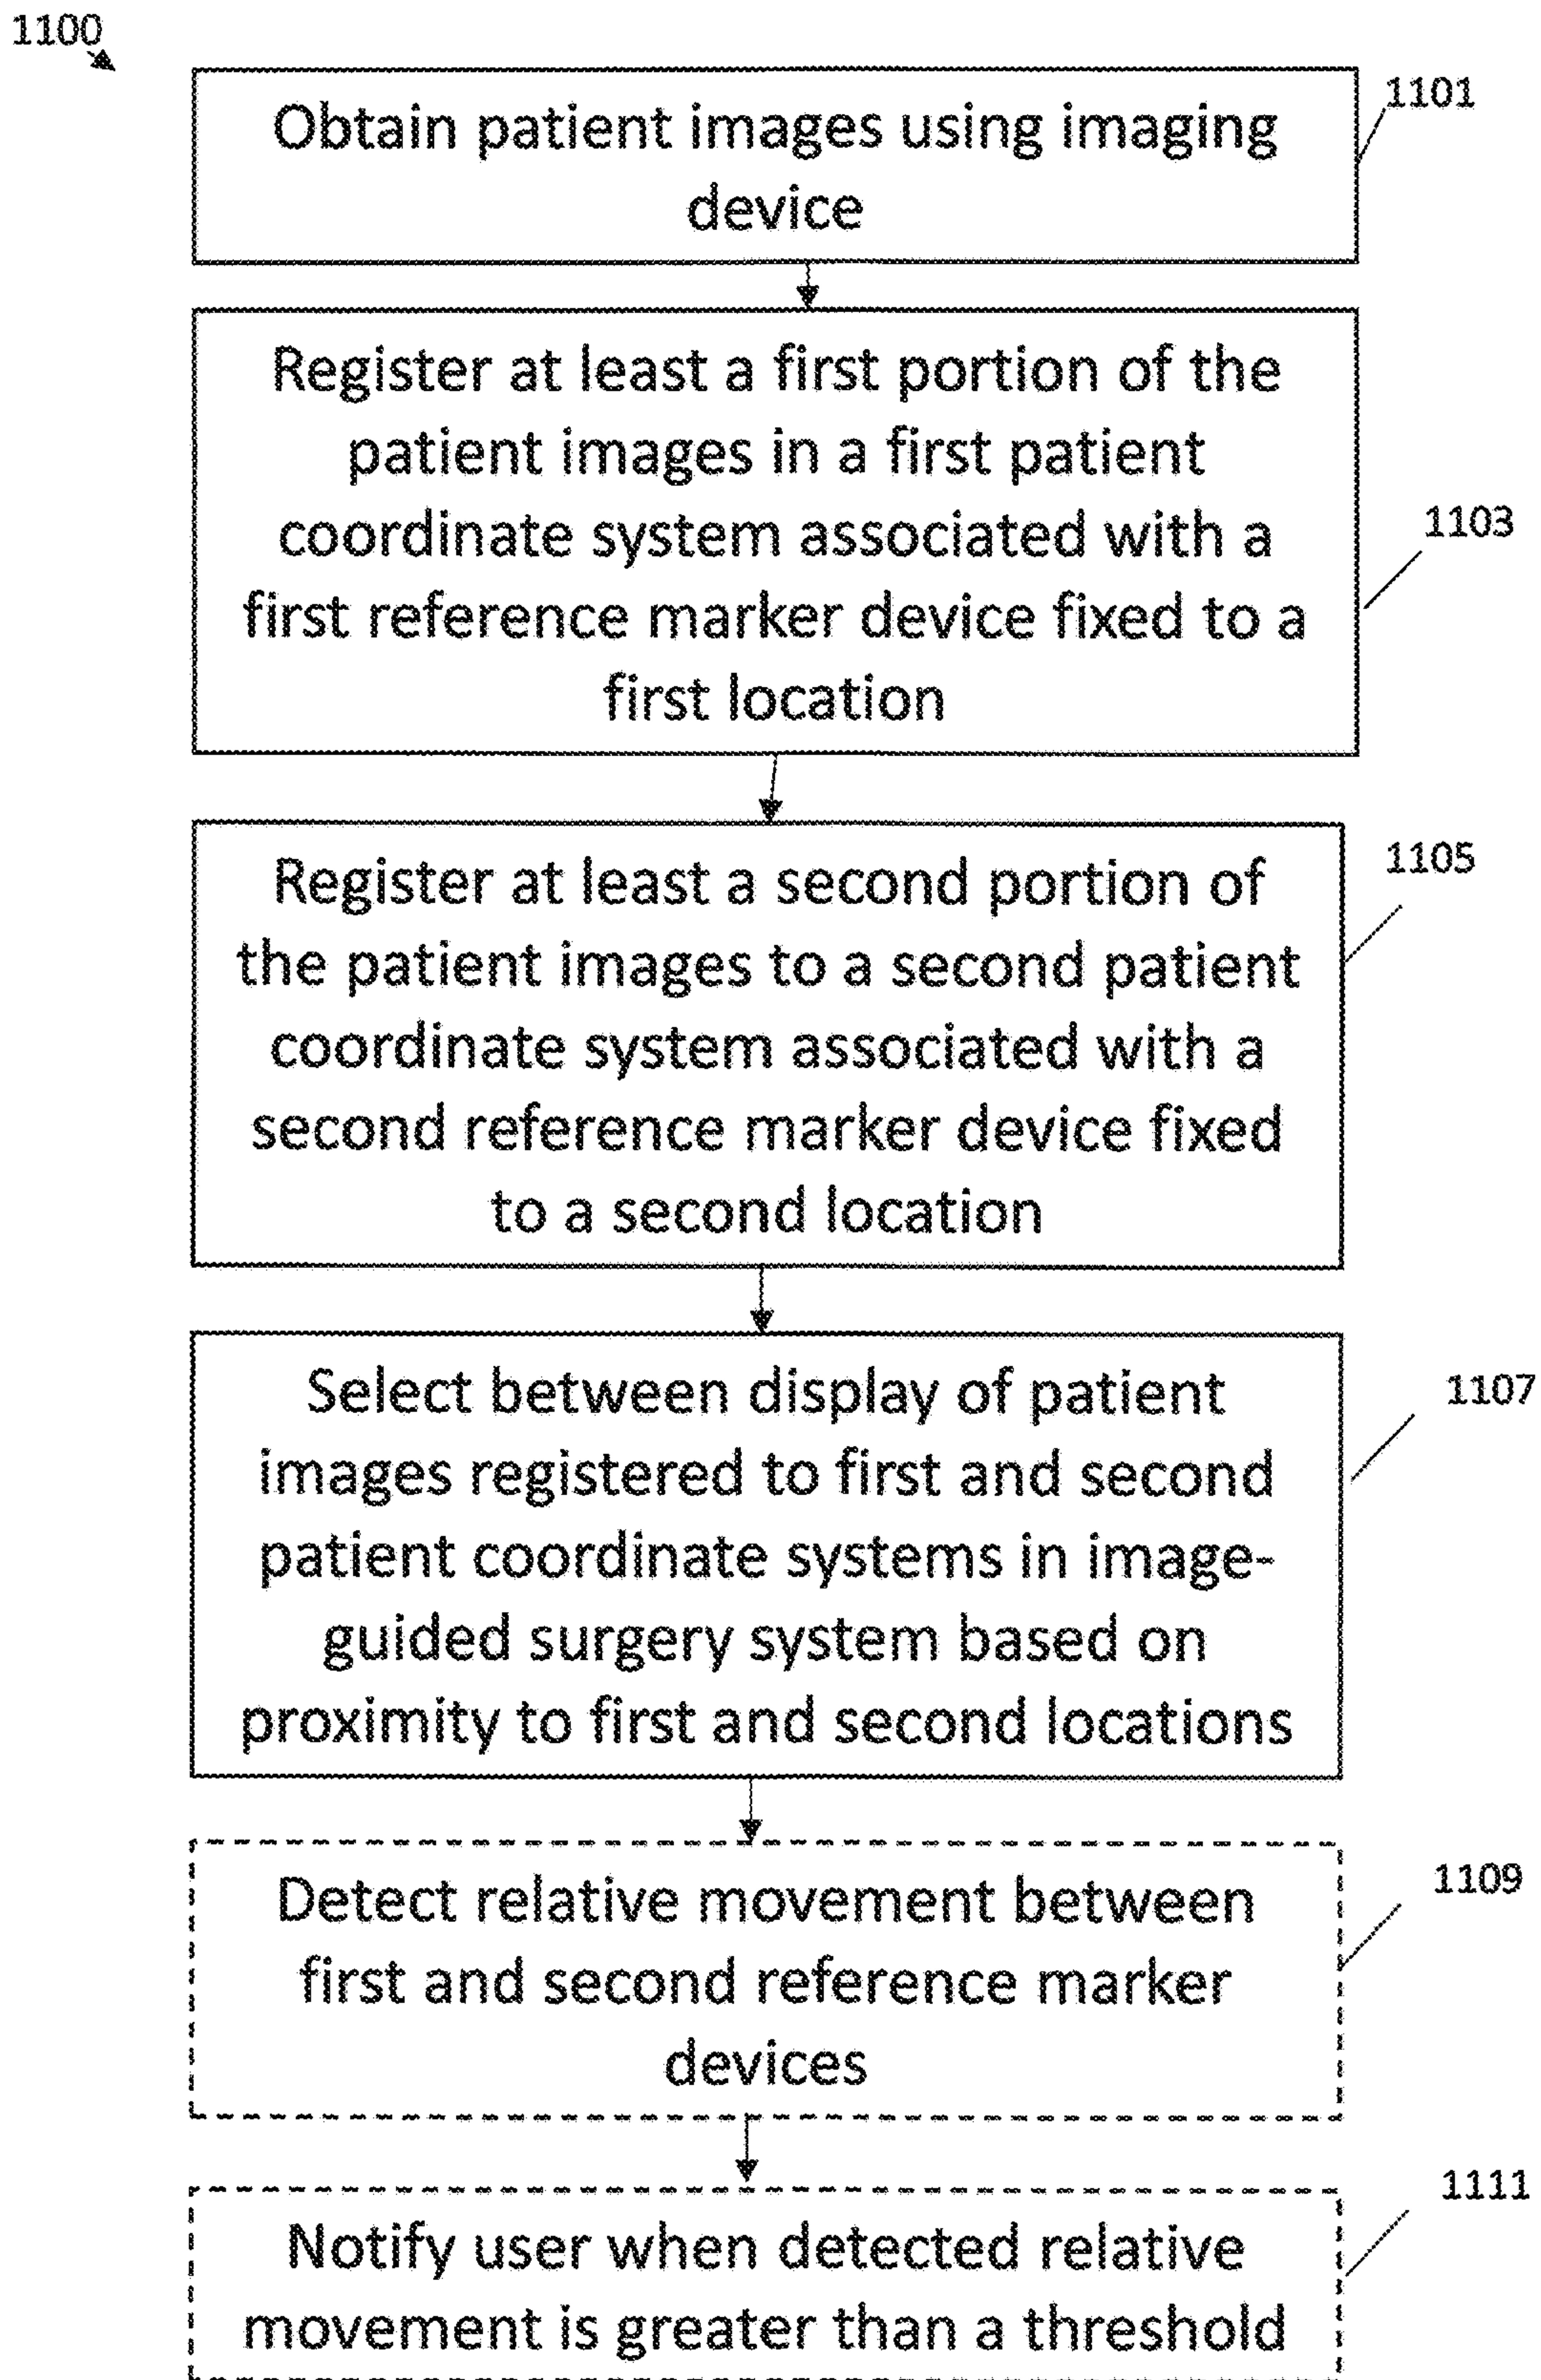 1100
1101
Obtain patient images using imaging
device
Register at least a first portion of the
patient images in a first patient
coordinate system associated with a
first reference marker device fixed to a
first location
1103
Register at least a second portion of
the patient images to a second patient
coordinate system associated with a
second reference marker device fixed
to a second location
1105
Select between display of patient
images registered to first and second
patient coordinate systems in image-
guided surgery system based on
proximity to first and second locations
1107
Detect relative movement between
first and second reference marker
devices
1109
Notify user when detected relative
movement is greater than a threshold
1111